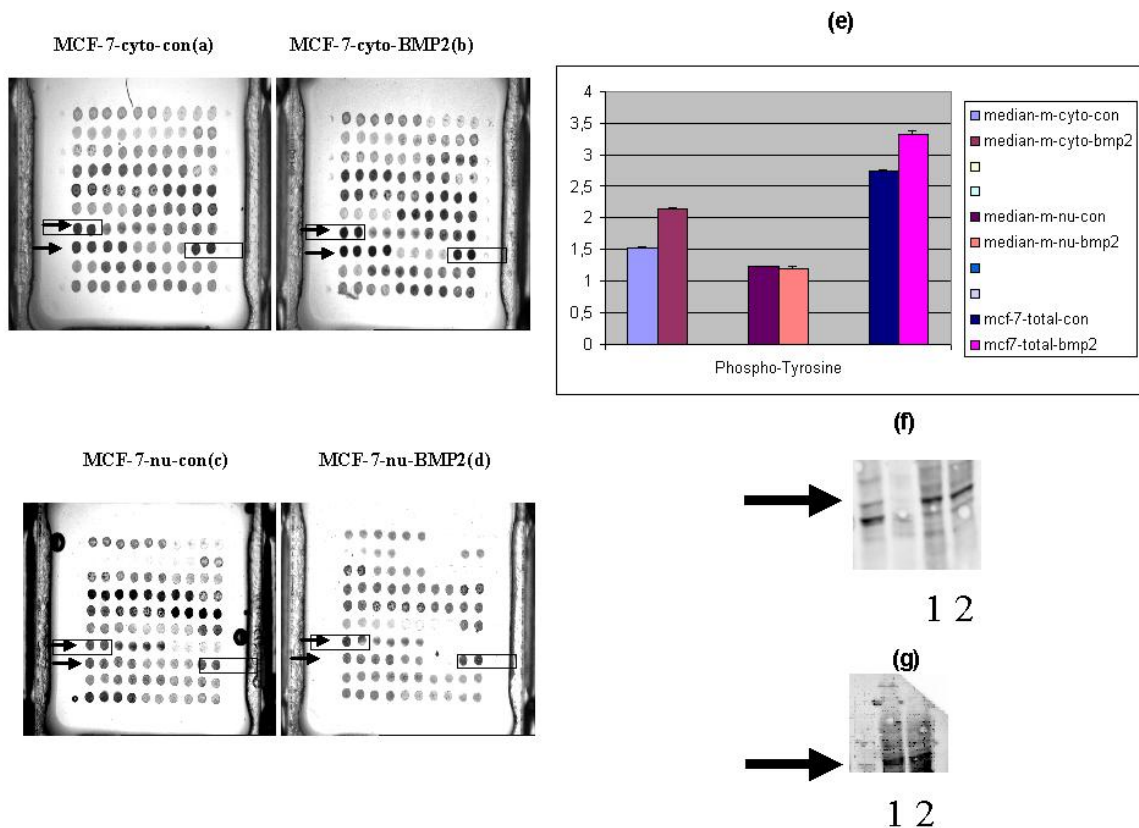 MCF-7-cyto-con(a)
MCF-7-cyto-BMP2(b)
(e)
4
3,5
3
2,5
2
1,5
1
0,5
0
Phospho-Tyrosine
median-m-cyto-con
median-m-cyto-bmp2
median-m-nu-con
median-m-nu-bmp2
mcf-7-total-con
mcf7-total-bmp2
MCF-7-nu-con(c)
MCF-7-nu-BMP2(d)
(f)
1 2
(g)
1 2